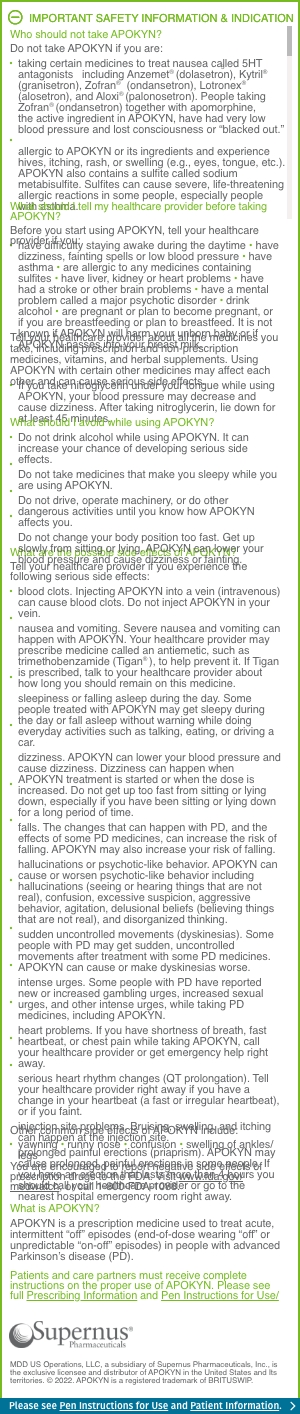 IMPORTANT SAFETY INFORMATION & INDICATION
Who should not take APOKYN?
Do not take APOKYN if you are:
• taking certain medicines to treat nausea called 5HT
antagonists including Anzemet® (dolasetron), Kytril®
(granisetron), Zofran® (ondansetron), Lotronex®
(alosetron), and Aloxi® (palonosetron). People taking
Zofran® (ondansetron) together with apomorphine,
the active ingredient in APOKYN, have had very low
blood pressure and lost consciousness or “blacked out.”
•
allergic to APOKYN or its ingredients and experience
hives, itching, rash, or swelling (e.g., eyes, tongue, etc.).
APOKYN also contains a sulfite called sodium
metabisulfite. Sulfites can cause severe, life-threatening
allergic reactions in some people, especially people
with asthma.
What should I tell my healthcare provider before taking
APOKYN?
Before you start using APOKYN, tell your healthcare
provider if you:
• have difficulty staying awake during the daytime • have
dizziness, fainting spells or low blood pressure • have
asthma • are allergic to any medicines containing
sulfites • have liver, kidney or heart problems • have
had a stroke or other brain problems • have a mental
problem called a major psychotic disorder • drink
alcohol • are pregnant or plan to become pregnant, or
if you are breastfeeding or plan to breastfeed. It is not
known if APOKYN will harm your unborn baby or if
APOKYN passes into your breast milk.
Tell your healthcare provider about all the medicines you
take, including prescription and non-prescription
medicines, vitamins, and herbal supplements. Using
APOKYN with certain other medicines may affect each
other and can cause serious side effects.
• If you take nitroglycerin under your tongue while using
APOKYN, your blood pressure may decrease and
cause dizziness. After taking nitroglycerin, lie down for
at least 45 minutes.
What should I avoid while using APOKYN?
• Do not drink alcohol while using APOKYN. It can
increase your chance of developing serious side
effects.
•
Do not take medicines that make you sleepy while you
are using APOKYN.
•
Do not drive, operate machinery, or do other
dangerous activities until you know how APOKYN
affects you.
•
Do not change your body position too fast. Get up
slowly from sitting or lying. APOKYN can lower your
blood pressure and cause dizziness or fainting.
What are the possible side effects of APOKYN?
Tell your healthcare provider if you experience the
following serious side effects:
• blood clots. Injecting APOKYN into a vein (intravenous)
can cause blood clots. Do not inject APOKYN in your
vein.
•
nausea and vomiting. Severe nausea and vomiting can
happen with APOKYN. Your healthcare provider may
prescribe medicine called an antiemetic, such as
trimethobenzamide (Tigan®), to help prevent it. If Tigan
is prescribed, talk to your healthcare provider about
how long you should remain on this medicine.
•
sleepiness or falling asleep during the day. Some
people treated with APOKYN may get sleepy during
the day or fall asleep without warning while doing
everyday activities such as talking, eating, or driving a
car.
•
dizziness. APOKYN can lower your blood pressure and
cause dizziness. Dizziness can happen when
APOKYN treatment is started or when the dose is
increased. Do not get up too fast from sitting or lying
down, especially if you have been sitting or lying down
for a long period of time.
•
falls. The changes that can happen with PD, and the
effects of some PD medicines, can increase the risk of
falling. APOKYN may also increase your risk of falling.
•
hallucinations or psychotic-like behavior. APOKYN can
cause or worsen psychotic-like behavior including
hallucinations (seeing or hearing things that are not
real), confusion, excessive suspicion, aggressive
behavior, agitation, delusional beliefs (believing things
that are not real), and disorganized thinking.
•
sudden uncontrolled movements (dyskinesias). Some
people with PD may get sudden, uncontrolled
movements after treatment with some PD medicines.
APOKYN can cause or make dyskinesias worse.
•
intense urges. Some people with PD have reported
new or increased gambling urges, increased sexual
urges, and other intense urges, while taking PD
medicines, including APOKYN.
•
heart problems. If you have shortness of breath, fast
heartbeat, or chest pain while taking APOKYN, call
your healthcare provider or get emergency help right
away.
•
serious heart rhythm changes (QT prolongation). Tell
your healthcare provider right away if you have a
change in your heartbeat (a fast or irregular heartbeat),
or if you faint.
•
injection site problems. Bruising, swelling, and itching
can happen at the injection site.
•
prolonged painful erections (priapism). APOKYN may
cause prolonged, painful erections in some people. If
you have an erection that lasts more than 4 hours you
should call your healthcare provider or go to the
nearest hospital emergency room right away.
Other common side effects of APOKYN include:
• yawning • runny nose • confusion • swelling of ankles/
legs
You are encouraged to report negative side effects of
prescription drugs to the FDA. Visit www.fda.gov/
medwatch or call 1-800-FDA-1088.
What is APOKYN?
APOKYN is a prescription medicine used to treat acute,
intermittent “off” episodes (end-of-dose wearing “off” or
unpredictable “on-off” episodes) in people with advanced
Parkinson’s disease (PD).
Patients and care partners must receive complete
instructions on the proper use of APOKYN. Please see
full Prescribing Information and Pen Instructions for Use/
Supernus®
Pharmaceuticals
MDD US Operations, LLC, a subsidiary of Supernus Pharmaceuticals, Inc., is
the exclusive licensee and distributor of APOKYN in the United States and Its
territories. © 2022. APOKYN is a registered trademark of BRITUSWIP.
Please see Pen Instructions for Use and Patient Information.